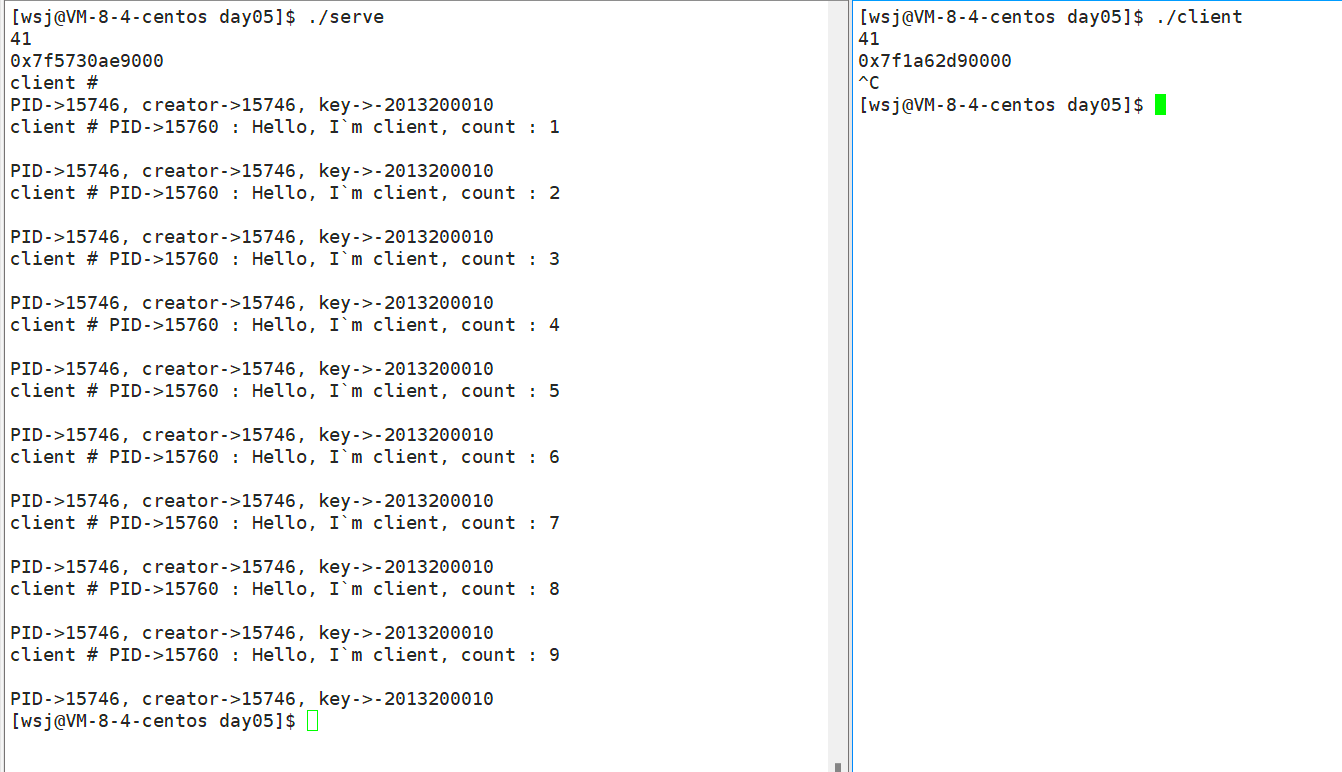 [wsj@VM-8-4-centos day05]$ ./serve
41
0x7f5730ae9000
client #
PID->15746, creator->15746, key->-2013200010
client # PID->15760 : Hello, I`m client, count : 1
PID->15746, creator->15746, key->-2013200010
client # PID->15760 : Hello, I`m client, count : 2
PID->15746, creator->15746, key->-2013200010
client # PID->15760 : Hello, I`m client, count : 3
PID->15746, creator->15746, key->-2013200010
client # PID->15760 : Hello, I`m client, count : 4
PID->15746, creator->15746, key->-2013200010
client # PID->15760 : Hello, I`m client, count : 5
PID->15746, creator->15746, key->-2013200010
client # PID->15760 : Hello, I`m client, count : 6
PID->15746, creator->15746, key->-2013200010
client # PID->15760 : Hello, I`m client, count : 7
PID->15746, creator->15746, key->-2013200010
client # PID->15760 : Hello, I`m client, count : 8
PID->15746, creator->15746, key->-2013200010
client # PID->15760 : Hello, I`m client, count : 9
PID->15746, creator->15746, key->-2013200010
[wsj@VM-8-4-centos day05]$
[wsj@VM-8-4-centos day05]$ ./client
41
0x7f1a62d90000
^C
[wsj@VM-8-4-centos day05]$